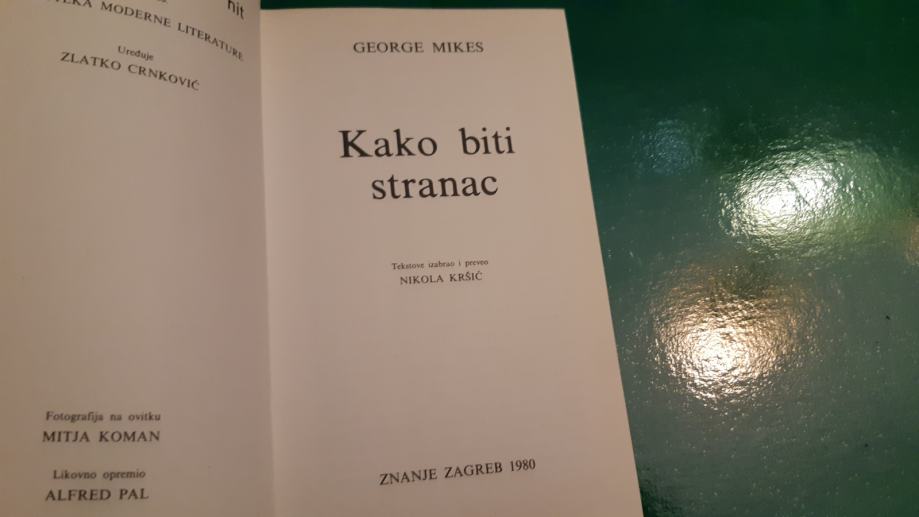 hit
MODERNE LITERATURE
Uređuje
ZLATKO CRNKOVIĆ
Fotografija na ovitku
MITJA KOMAN
Likovno opremio
ALFRED PAL
GEORGE MIKES
Kako biti
stranac
Tekstove izabrao i preveo
NIKOLA KRŠIĆ
ZNANJE ZAGREB 1980